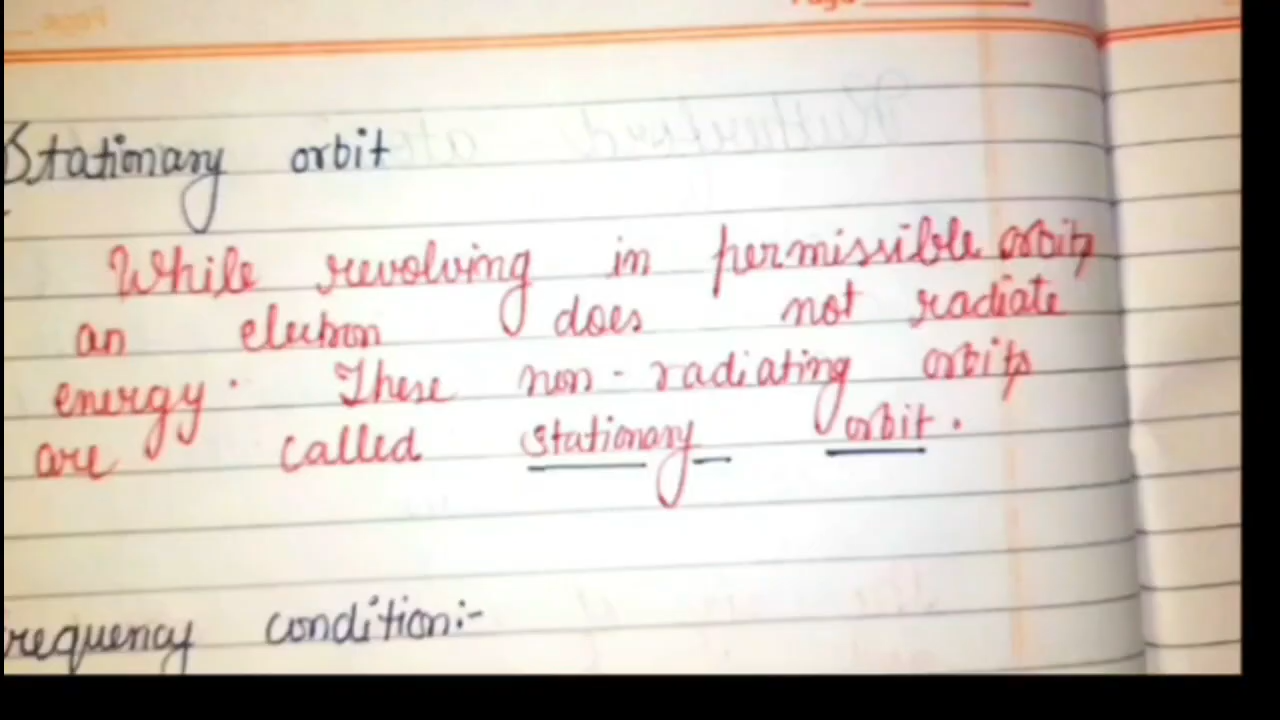 Page
Stationary orbit
While revolving in permissible orbits
an electron does not radiate
energy. These non-radiating orbits
are called stationary orbit.
requency condition:-